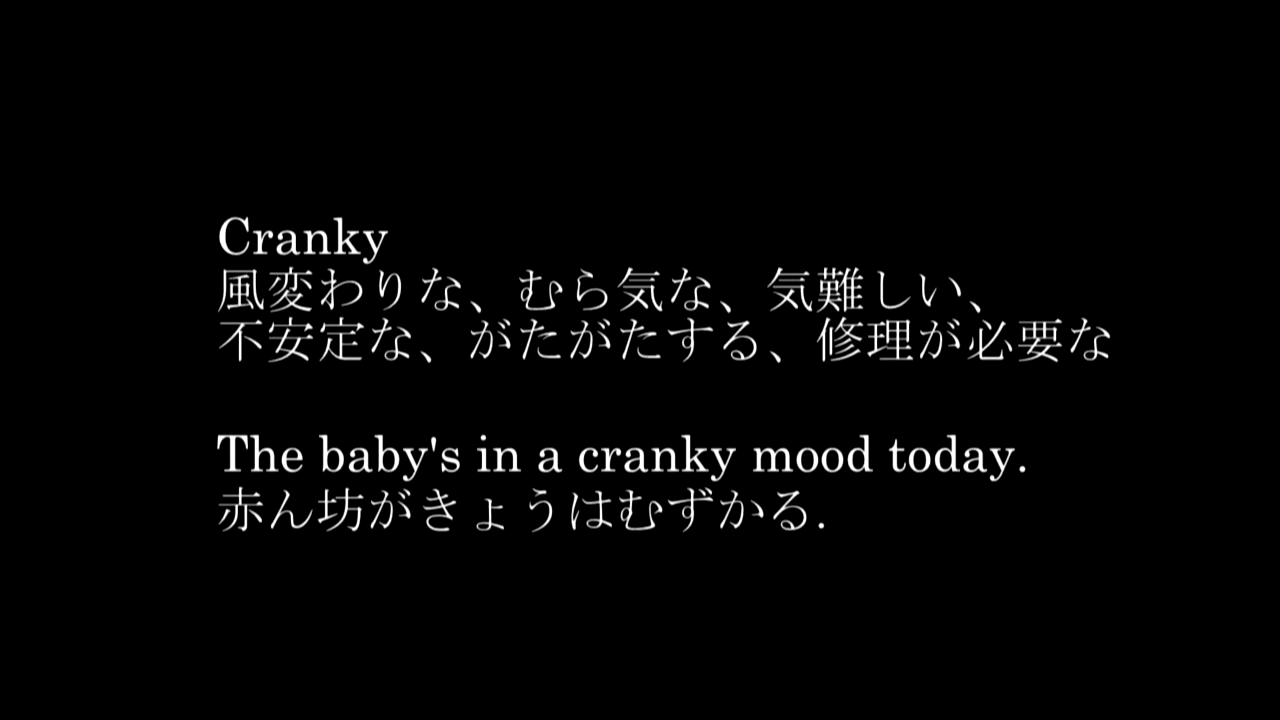 Cranky
風変わりな、むら気な、気難しい、
不安定な、がたがたする、修理が必要な
The baby's in a cranky mood today.
赤ん坊がきょうはむずかる.